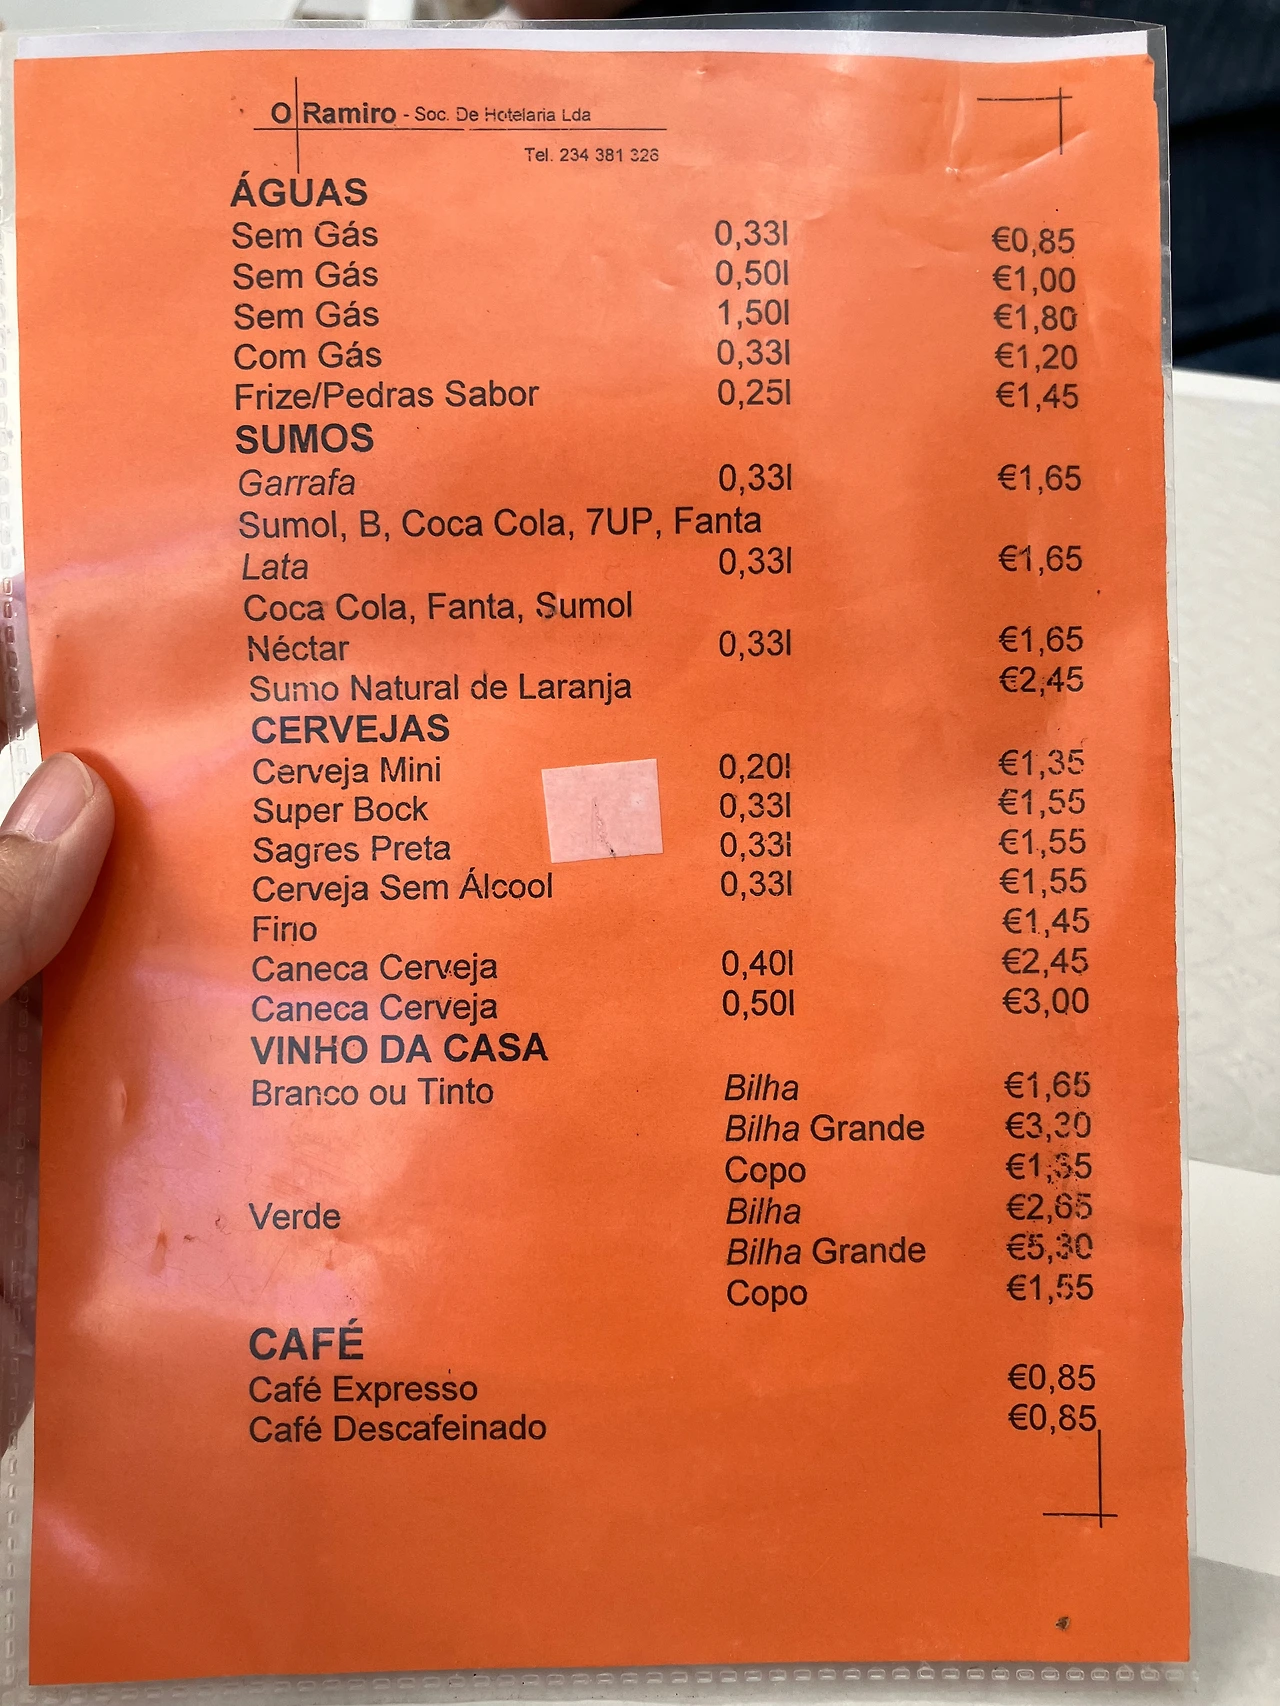 O Ramiro - Soc. De Hotelaria Lda
Tel. 234 381 326
ÁGUAS
Sem Gás 0,33l €0,85
Sem Gás 0,50l €1,00
Sem Gás 1,50l €1,80
Com Gás 0,33l €1,20
Frize/Pedras Sabor 0,25l €1,45
SUMOS
Garrafa 0,33l €1,65
Sumol, B, Coca Cola, 7UP, Fanta
Lata 0,33l €1,65
Coca Cola, Fanta, Sumol
Néctar 0,33l €1,65
Sumo Natural de Laranja €2,45
CERVEJAS
Cerveja Mini 0,20l €1,35
Super Bock 0,33l €1,55
Sagres Preta 0,33l €1,55
Cerveja Sem Álcool 0,33l €1,55
Fino €1,45
Caneca Cerveja 0,40l €2,45
Caneca Cerveja 0,50l €3,00
VINHO DA CASA
Branco ou Tinto Bilha €1,65
Bilha Grande €3,30
Copo €1,35
Verde Bilha €2,65
Bilha Grande €5,30
Copo €1,55
CAFÉ
Café Expresso €0,85
Café Descafeinado €0,85